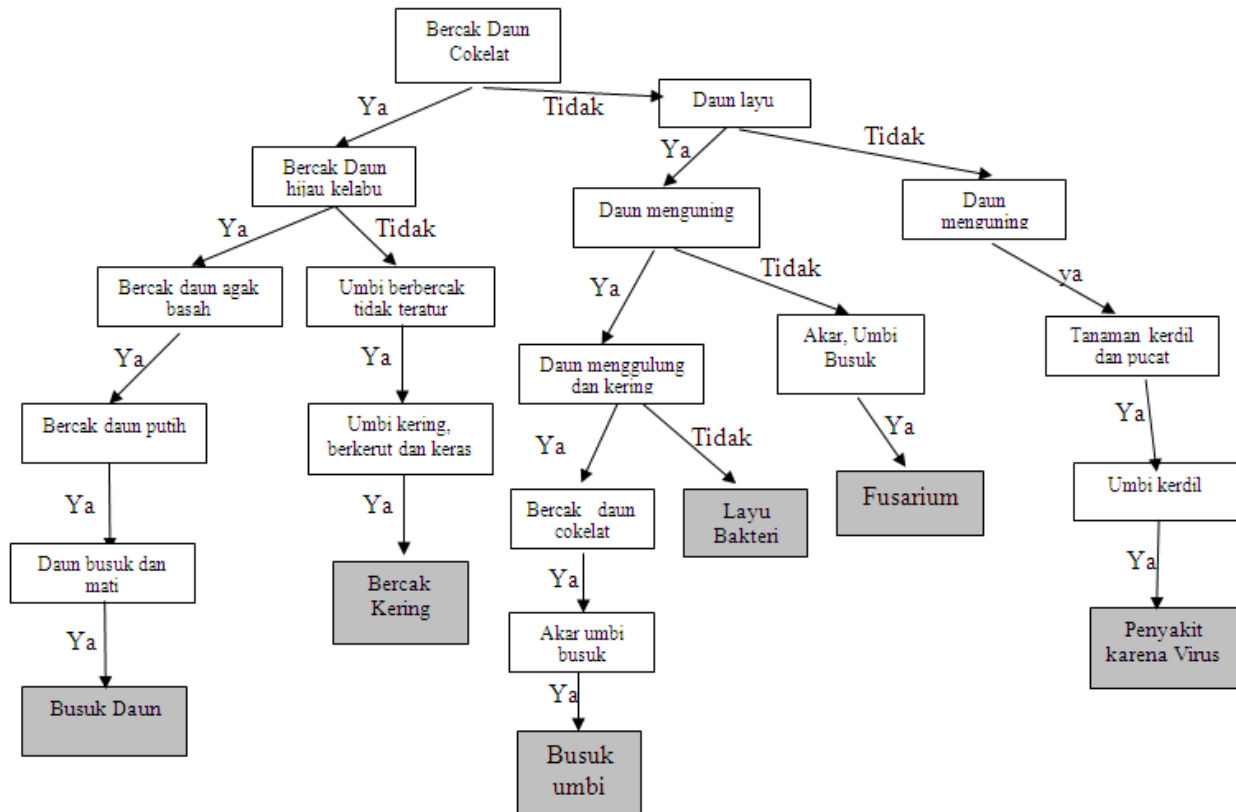 Bercak Daun
Cokelat
Ya
Tidak
Daun layu
Bercak Daun
hijau kelabu
Ya
Tidak
Daun menguning
Daun
menguning
Ya
Tidak
Bercak daun agak
basah
Umbi berbercak
tidak teratur
Ya
Tidak
ya
Akar, Umbi
Busuk
Tanaman kerdil
dan pucat
Ya
Ya
Daun menggulung
dan kering
Bercak daun putih
Umbi kering,
berkerut dan keras
Ya
Tidak
Ya
Ya
Umbi kerdil
Fusarium
Ya
Ya
Bercak daun
cokelat
Layu
Bakteri
Daun busuk dan
mati
Bercak
Kering
Ya
Ya
Ya
Akar umbi
busuk
Penyakit
karena Virus
Ya
Busuk Daun
Busuk
umbi